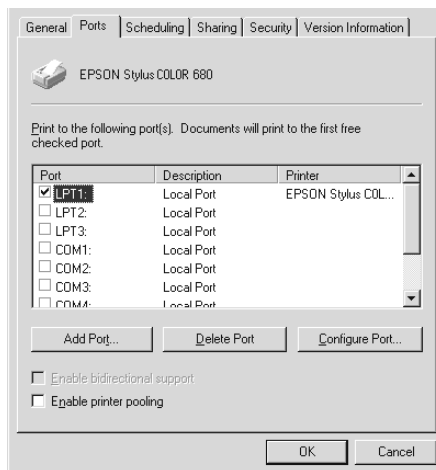 General Ports Scheduling Sharing Security Version Information
EPSON Stylus COLOR 680
Print to the following port(s). Documents will print to the first free
checked port.
Port Description Printer
LPT1: Local Port EPSON Stylus COL...
LPT2: Local Port
LPT3: Local Port
COM1: Local Port
COM2: Local Port
COM3: Local Port
COM4: Local Port
Add Port... Delete Port Configure Port...
Enable bidirectional support
Enable printer pooling
OK Cancel